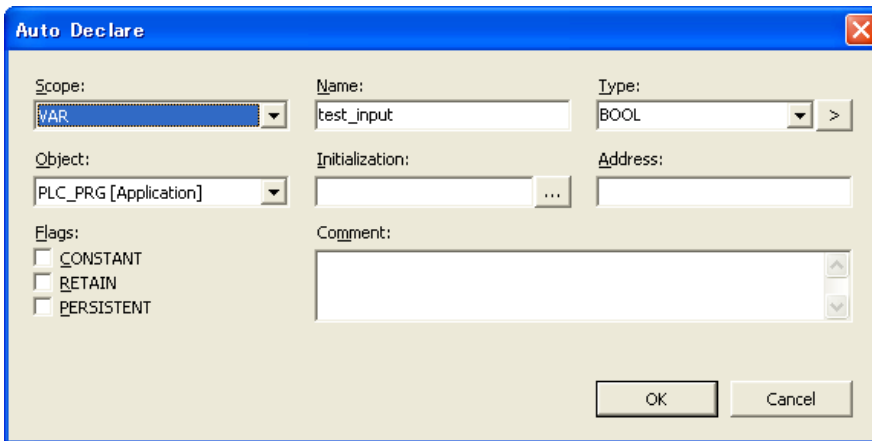 Auto Declare
Scope: Name: Type:
VAR test_input BOOL >
Object: Initialization: Address:
PLC_PRG [Application] ...
Flags: Comment:
CONSTANT
RETAIN
PERSISTENT
OK Cancel